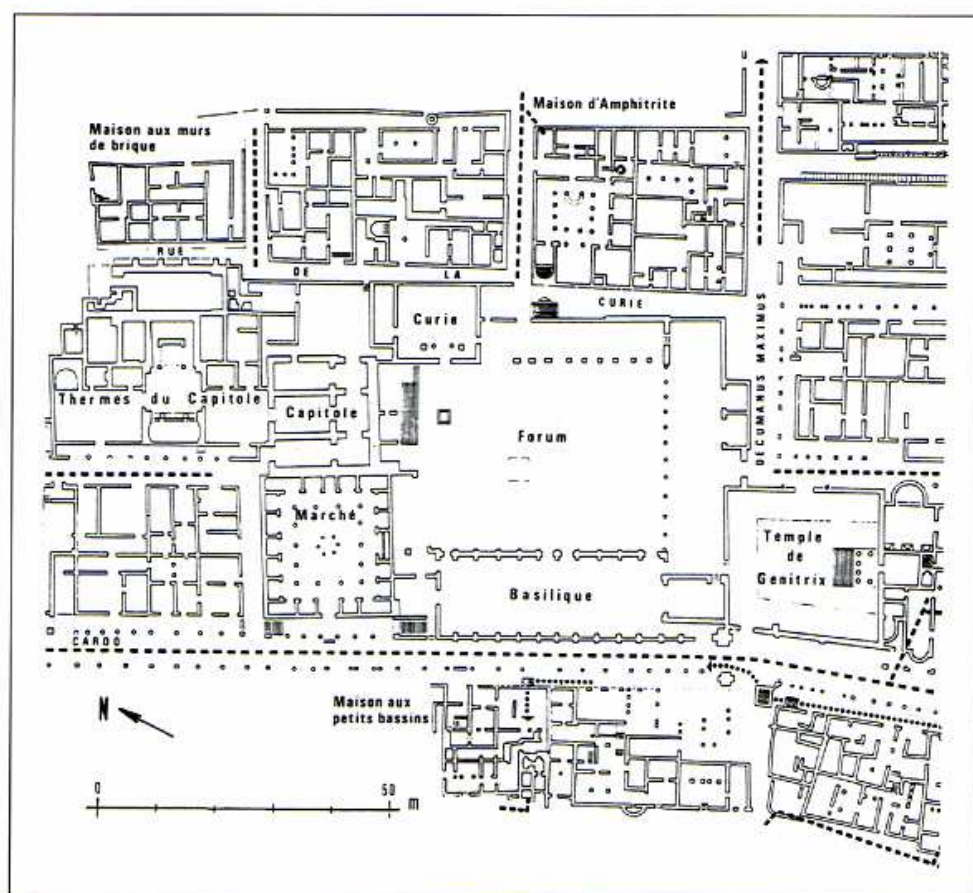 Maison d'Amphitrite
Maison aux murs
de brique
RUE
DE
LA
CURIE
Curie
DECUMANUS MAXIMUS
Thermes du Capitole
Capitole
Forum
Marché
Temple
de
Genitrix
Basilique
CARDO
Maison aux
petits bassins
N
0
50
m